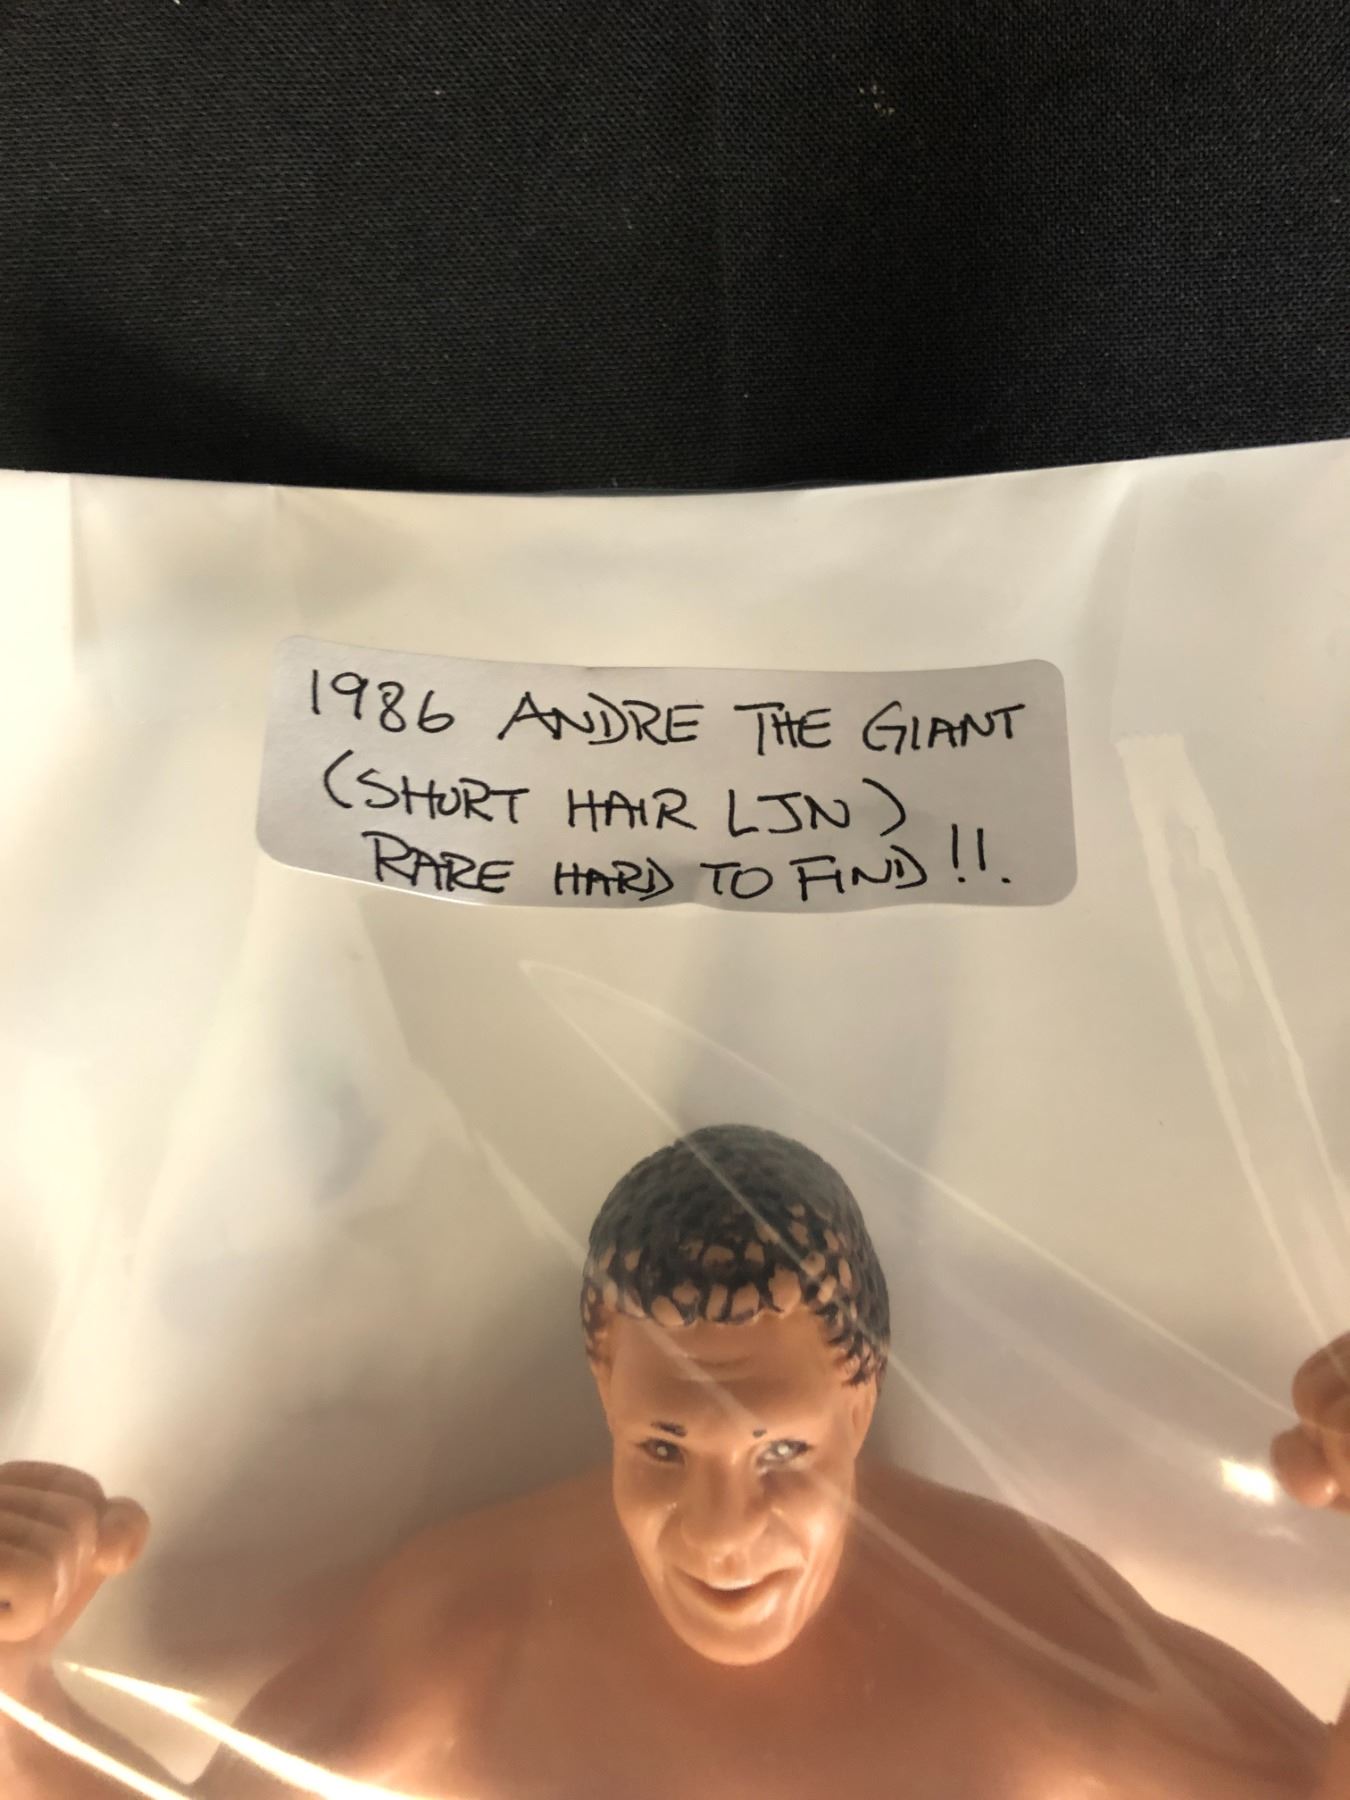 1986 ANDRE THE GIANT
(SHORT HAIR LJN)
RARE HARD TO FIND!!.